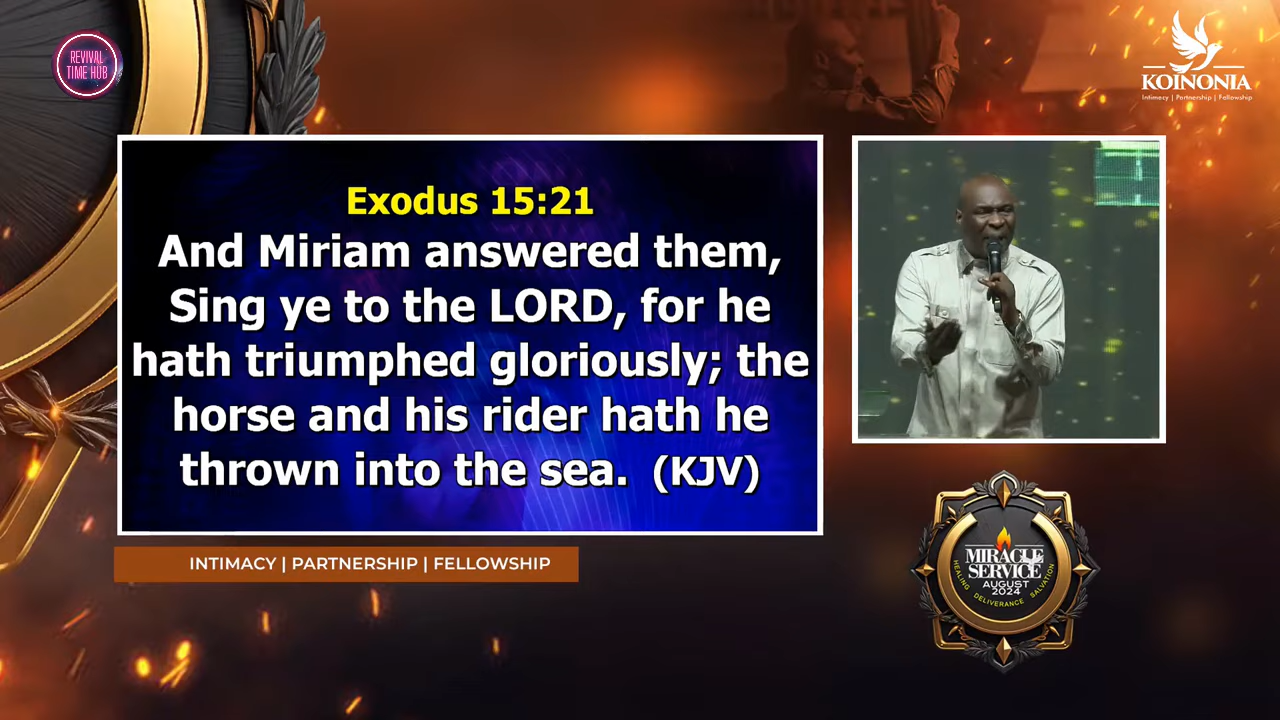 REVIVAL
TIME HUB
KOINONIA
Intimacy | Partnership | Fellowship
Exodus 15:21
And Miriam answered them,
Sing ye to the LORD, for he
hath triumphed gloriously; the
horse and his rider hath he
thrown into the sea. (KJV)
INTIMACY | PARTNERSHIP | FELLOWSHIP
MIRACLE
SERVICE
AUGUST
2024
HEALING DELIVERANCE SALVATION